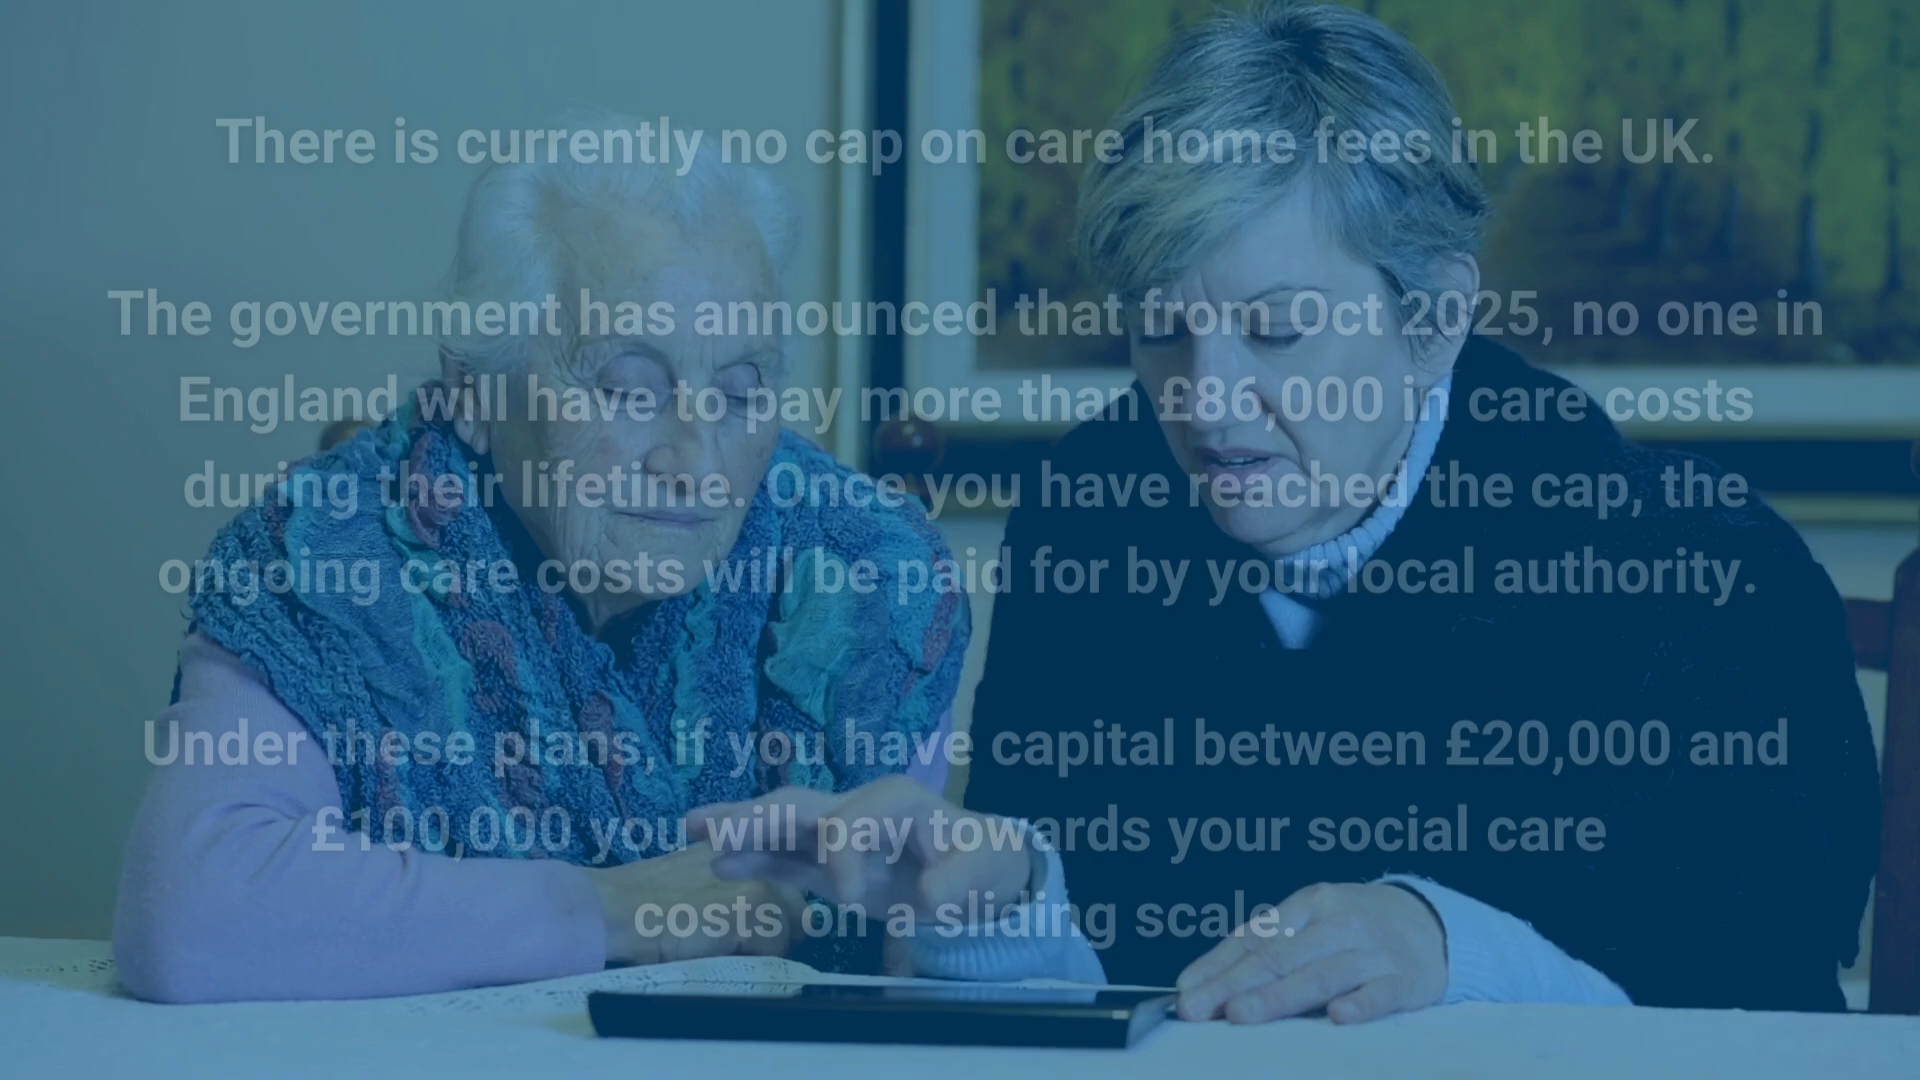 There is currently no cap on care home fees in the UK.
The government has announced that from Oct 2025, no one in
England will have to pay more than £86,000 in care costs
during their lifetime. Once you have reached the cap, the
ongoing care costs will be paid for by your local authority.
Under these plans, if you have capital between £20,000 and
£100,000 you will pay towards your social care
costs on a sliding scale.